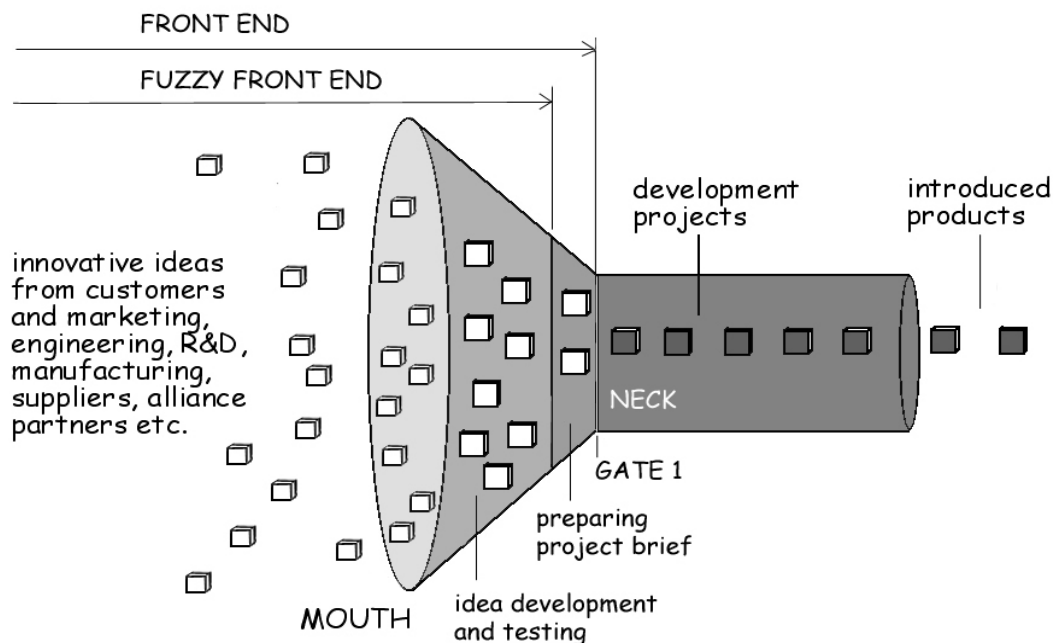 FRONT END
FUZZY FRONT END
development
projects
introduced
products
innovative ideas
from customers
and marketing,
engineering, R&D,
manufacturing,
suppliers, alliance
partners etc.
NECK
GATE 1
preparing
project brief
MOUTH
idea development
and testing